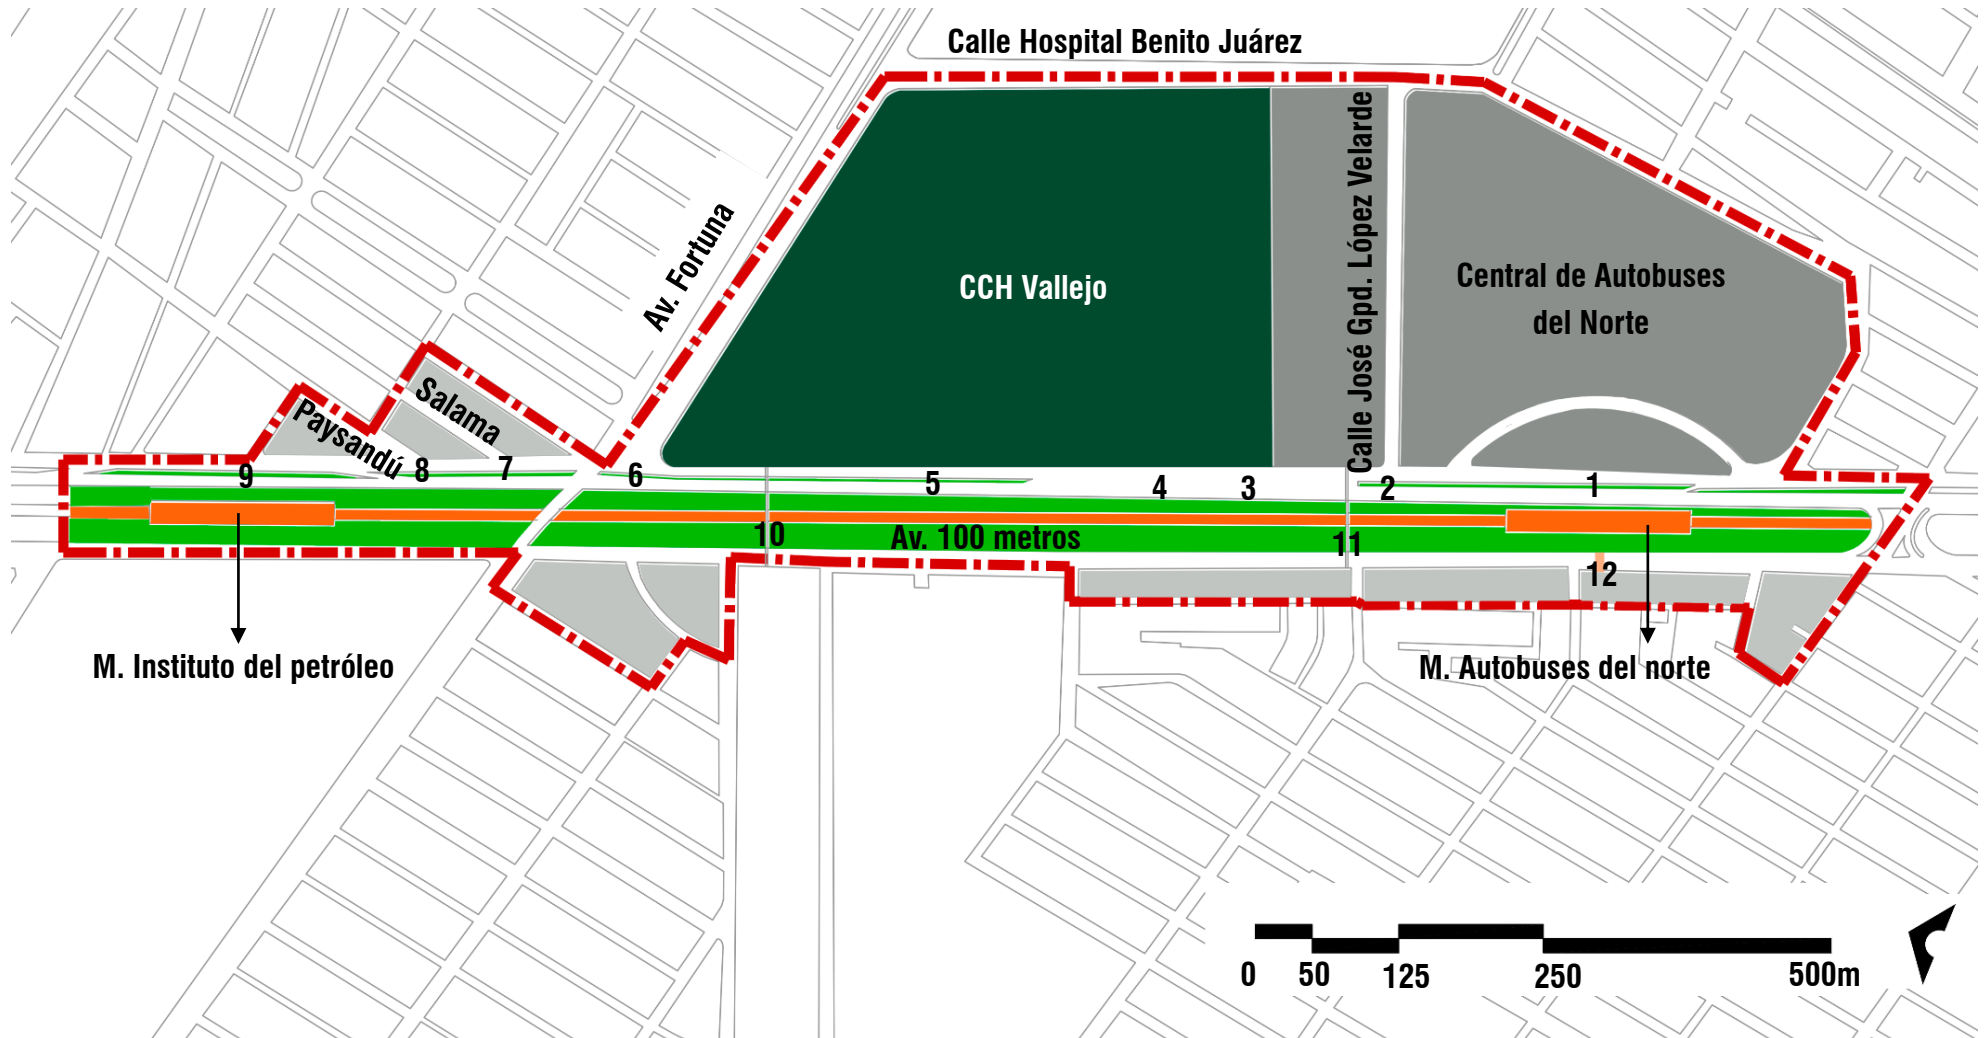 Calle Hospital Benito Juárez
Av. Fortuna
CCH Vallejo
Calle José Gpd. López Velarde
Central de Autobuses
del Norte
Salama
Paysandú
9
8
7
6
5
4
3
2
1
10
Av. 100 metros
11
12
M. Instituto del petróleo
M. Autobuses del norte
0
50
125
250
500m